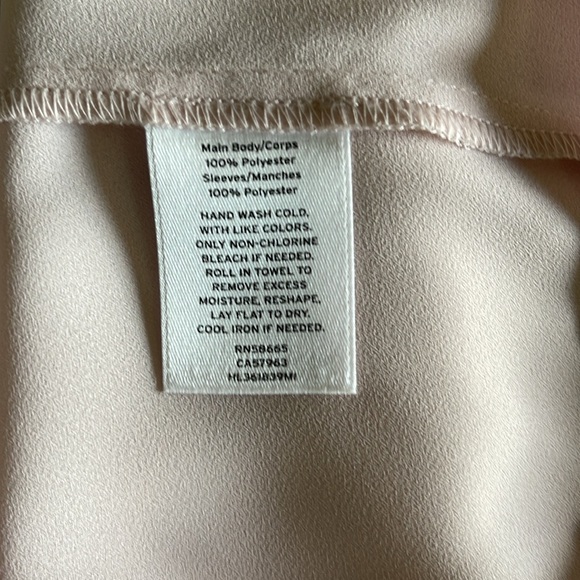 Main Body/Corps
100% Polyester
Sleeves/Manches
100% Polyester
HAND WASH COLD,
WITH LIKE COLORS.
ONLY NON-CHLORINE
BLEACH IF NEEDED.
ROLL IN TOWEL TO
REMOVE EXCESS
MOISTURE, RESHAPE,
LAY FLAT TO DRY.
COOL IRON IF NEEDED.
RN58665
CA57963
HL361839MI